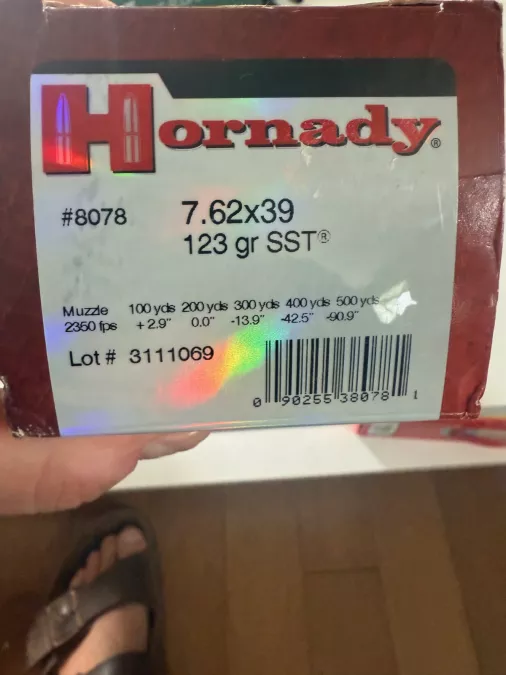 Hornady®
#8078 7.62x39
123 gr SST®
Muzzle 100 yds 200 yds 300 yds 400 yds 500 yds
2350 fps +2.9" 0.0" -13.9" -42.5" -90.9"
Lot # 3111069
0 90255 38078 1